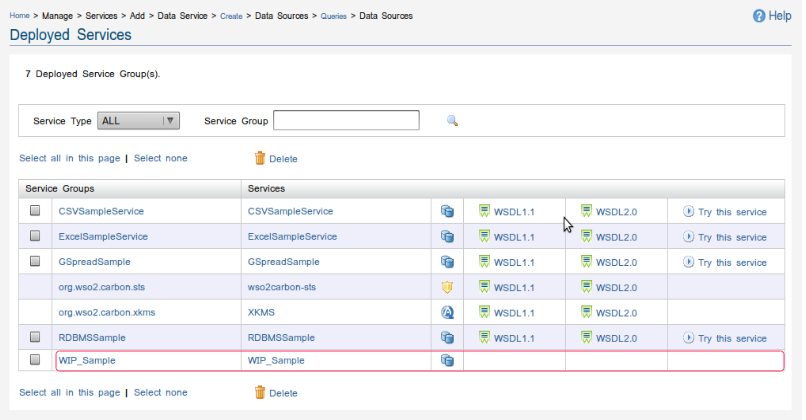 Home > Manage > Services > Add > Data Service > Create > Data Sources > Queries > Data Sources
Help
Deployed Services
7 Deployed Service Group(s).
Service Type ALL Service Group
Select all in this page | Select none Delete
Service Groups Services
CSVSampleService CSVSampleService WSDL1.1 WSDL2.0 Try this service
ExcelSampleService ExcelSampleService WSDL1.1 WSDL2.0 Try this service
GSpreadSample GSpreadSample WSDL1.1 WSDL2.0 Try this service
org.wso2.carbon.sts wso2carbon-sts WSDL1.1 WSDL2.0
org.wso2.carbon.xkms XKMS WSDL1.1 WSDL2.0
RDBMSSample RDBMSSample WSDL1.1 WSDL2.0 Try this service
WIP_Sample WIP_Sample
Select all in this page | Select none Delete